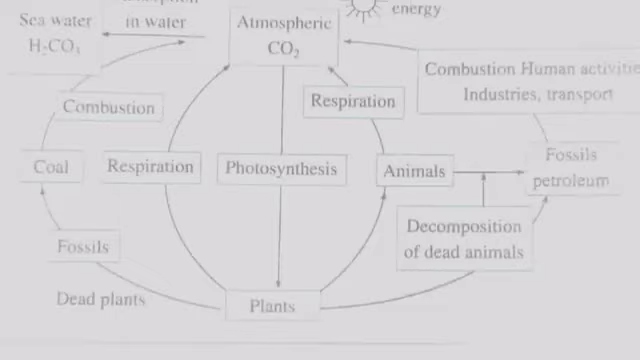 in water
energy
Sea water
H₂CO₃
Atmospheric
CO₂
Combustion Human activities
Industries, transport
Combustion
Respiration
Coal
Respiration
Photosynthesis
Animals
Fossils
petroleum
Decomposition
of dead animals
Fossils
Dead plants
Plants